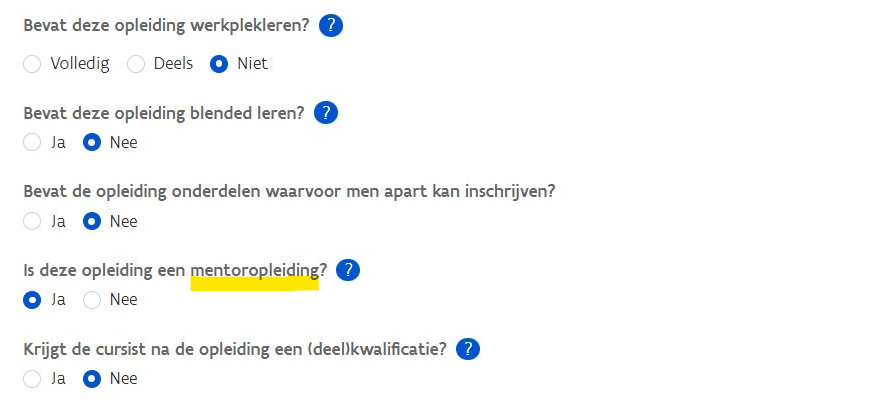 Bevat deze opleiding werkplekleren? ?
Volledig Deels Niet
Bevat deze opleiding blended leren? ?
Ja Nee
Bevat de opleiding onderdelen waarvoor men apart kan inschrijven?
Ja Nee
Is deze opleiding een mentoropleiding? ?
Ja Nee
Krijgt de cursist na de opleiding een (deel)kwalificatie? ?
Ja Nee